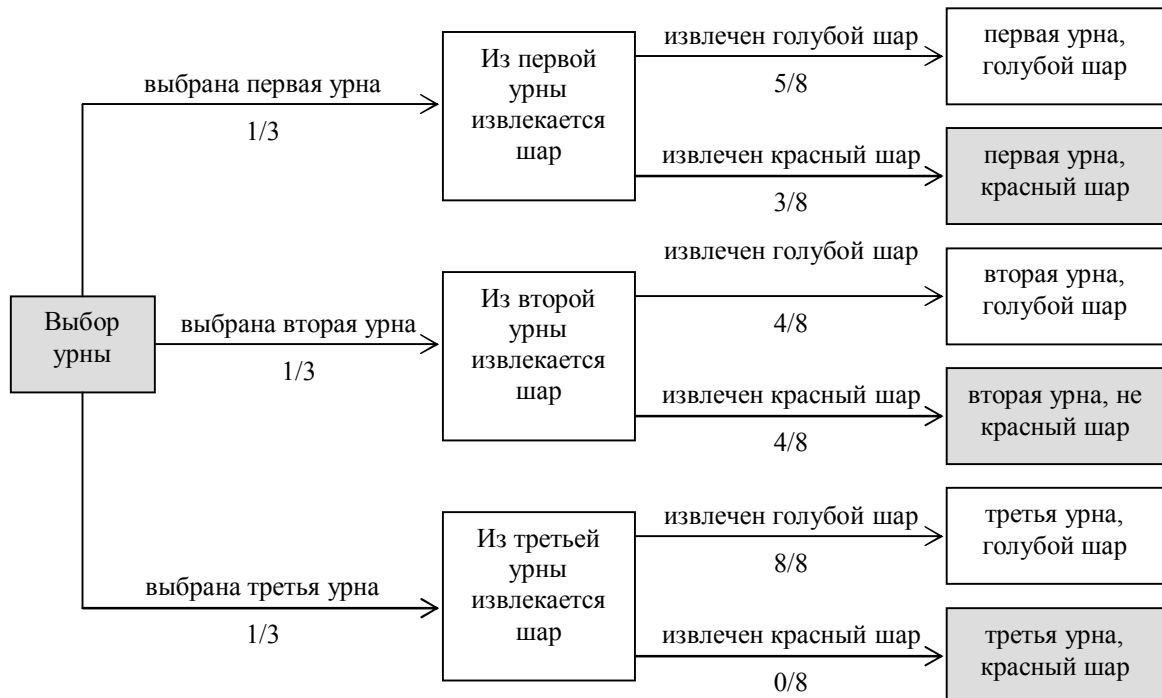 извлечен голубой шар
5/8
первая урна,
голубой шар
выбрана первая урна
1/3
Из первой
урны
извлекается
шар
извлечен красный шар
3/8
первая урна,
красный шар
извлечен голубой шар
4/8
вторая урна,
голубой шар
Выбор
урны
выбрана вторая урна
1/3
Из второй
урны
извлекается
шар
извлечен красный шар
4/8
вторая урна, не
красный шар
извлечен голубой шар
8/8
третья урна,
голубой шар
выбрана третья урна
1/3
Из третьей
урны
извлекается
шар
извлечен красный шар
0/8
третья урна,
красный шар